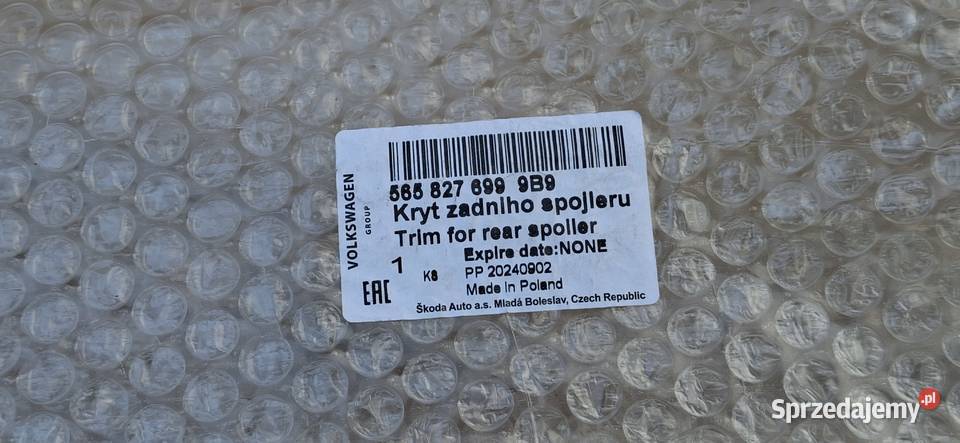 VOLKSWAGEN
GROUP
565 827 699 9B9
Kryt zadního spojleru
Trim for rear spoiler
Expire date:NONE
1 K8 PP 20240902
Made in Poland
EAC
Škoda Auto a.s. Mladá Boleslav, Czech Republic
Sprzedajemy.pl